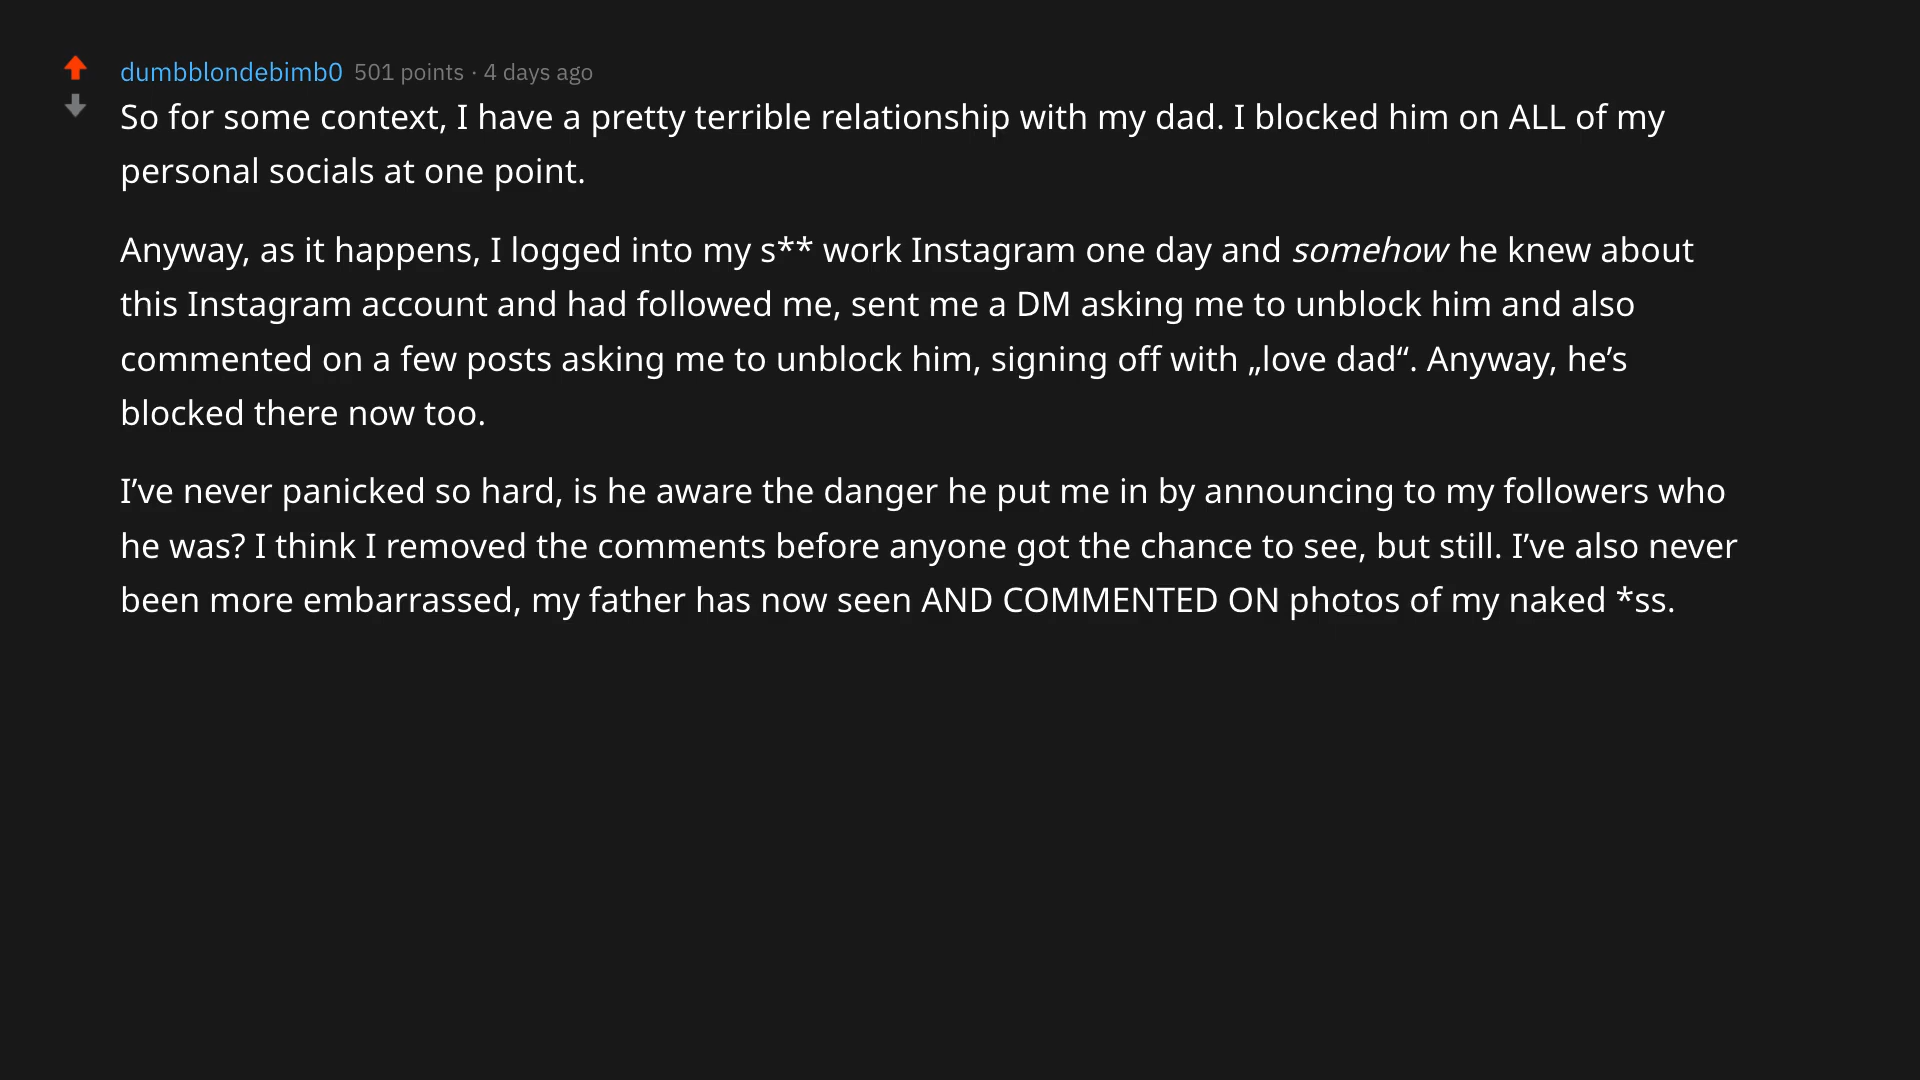 dumbblondebimb0 501 points · 4 days ago
So for some context, I have a pretty terrible relationship with my dad. I blocked him on ALL of my
personal socials at one point.
Anyway, as it happens, I logged into my s** work Instagram one day and somehow he knew about
this Instagram account and had followed me, sent me a DM asking me to unblock him and also
commented on a few posts asking me to unblock him, signing off with „love dad“. Anyway, he’s
blocked there now too.
I’ve never panicked so hard, is he aware the danger he put me in by announcing to my followers who
he was? I think I removed the comments before anyone got the chance to see, but still. I’ve also never
been more embarrassed, my father has now seen AND COMMENTED ON photos of my naked *ss.